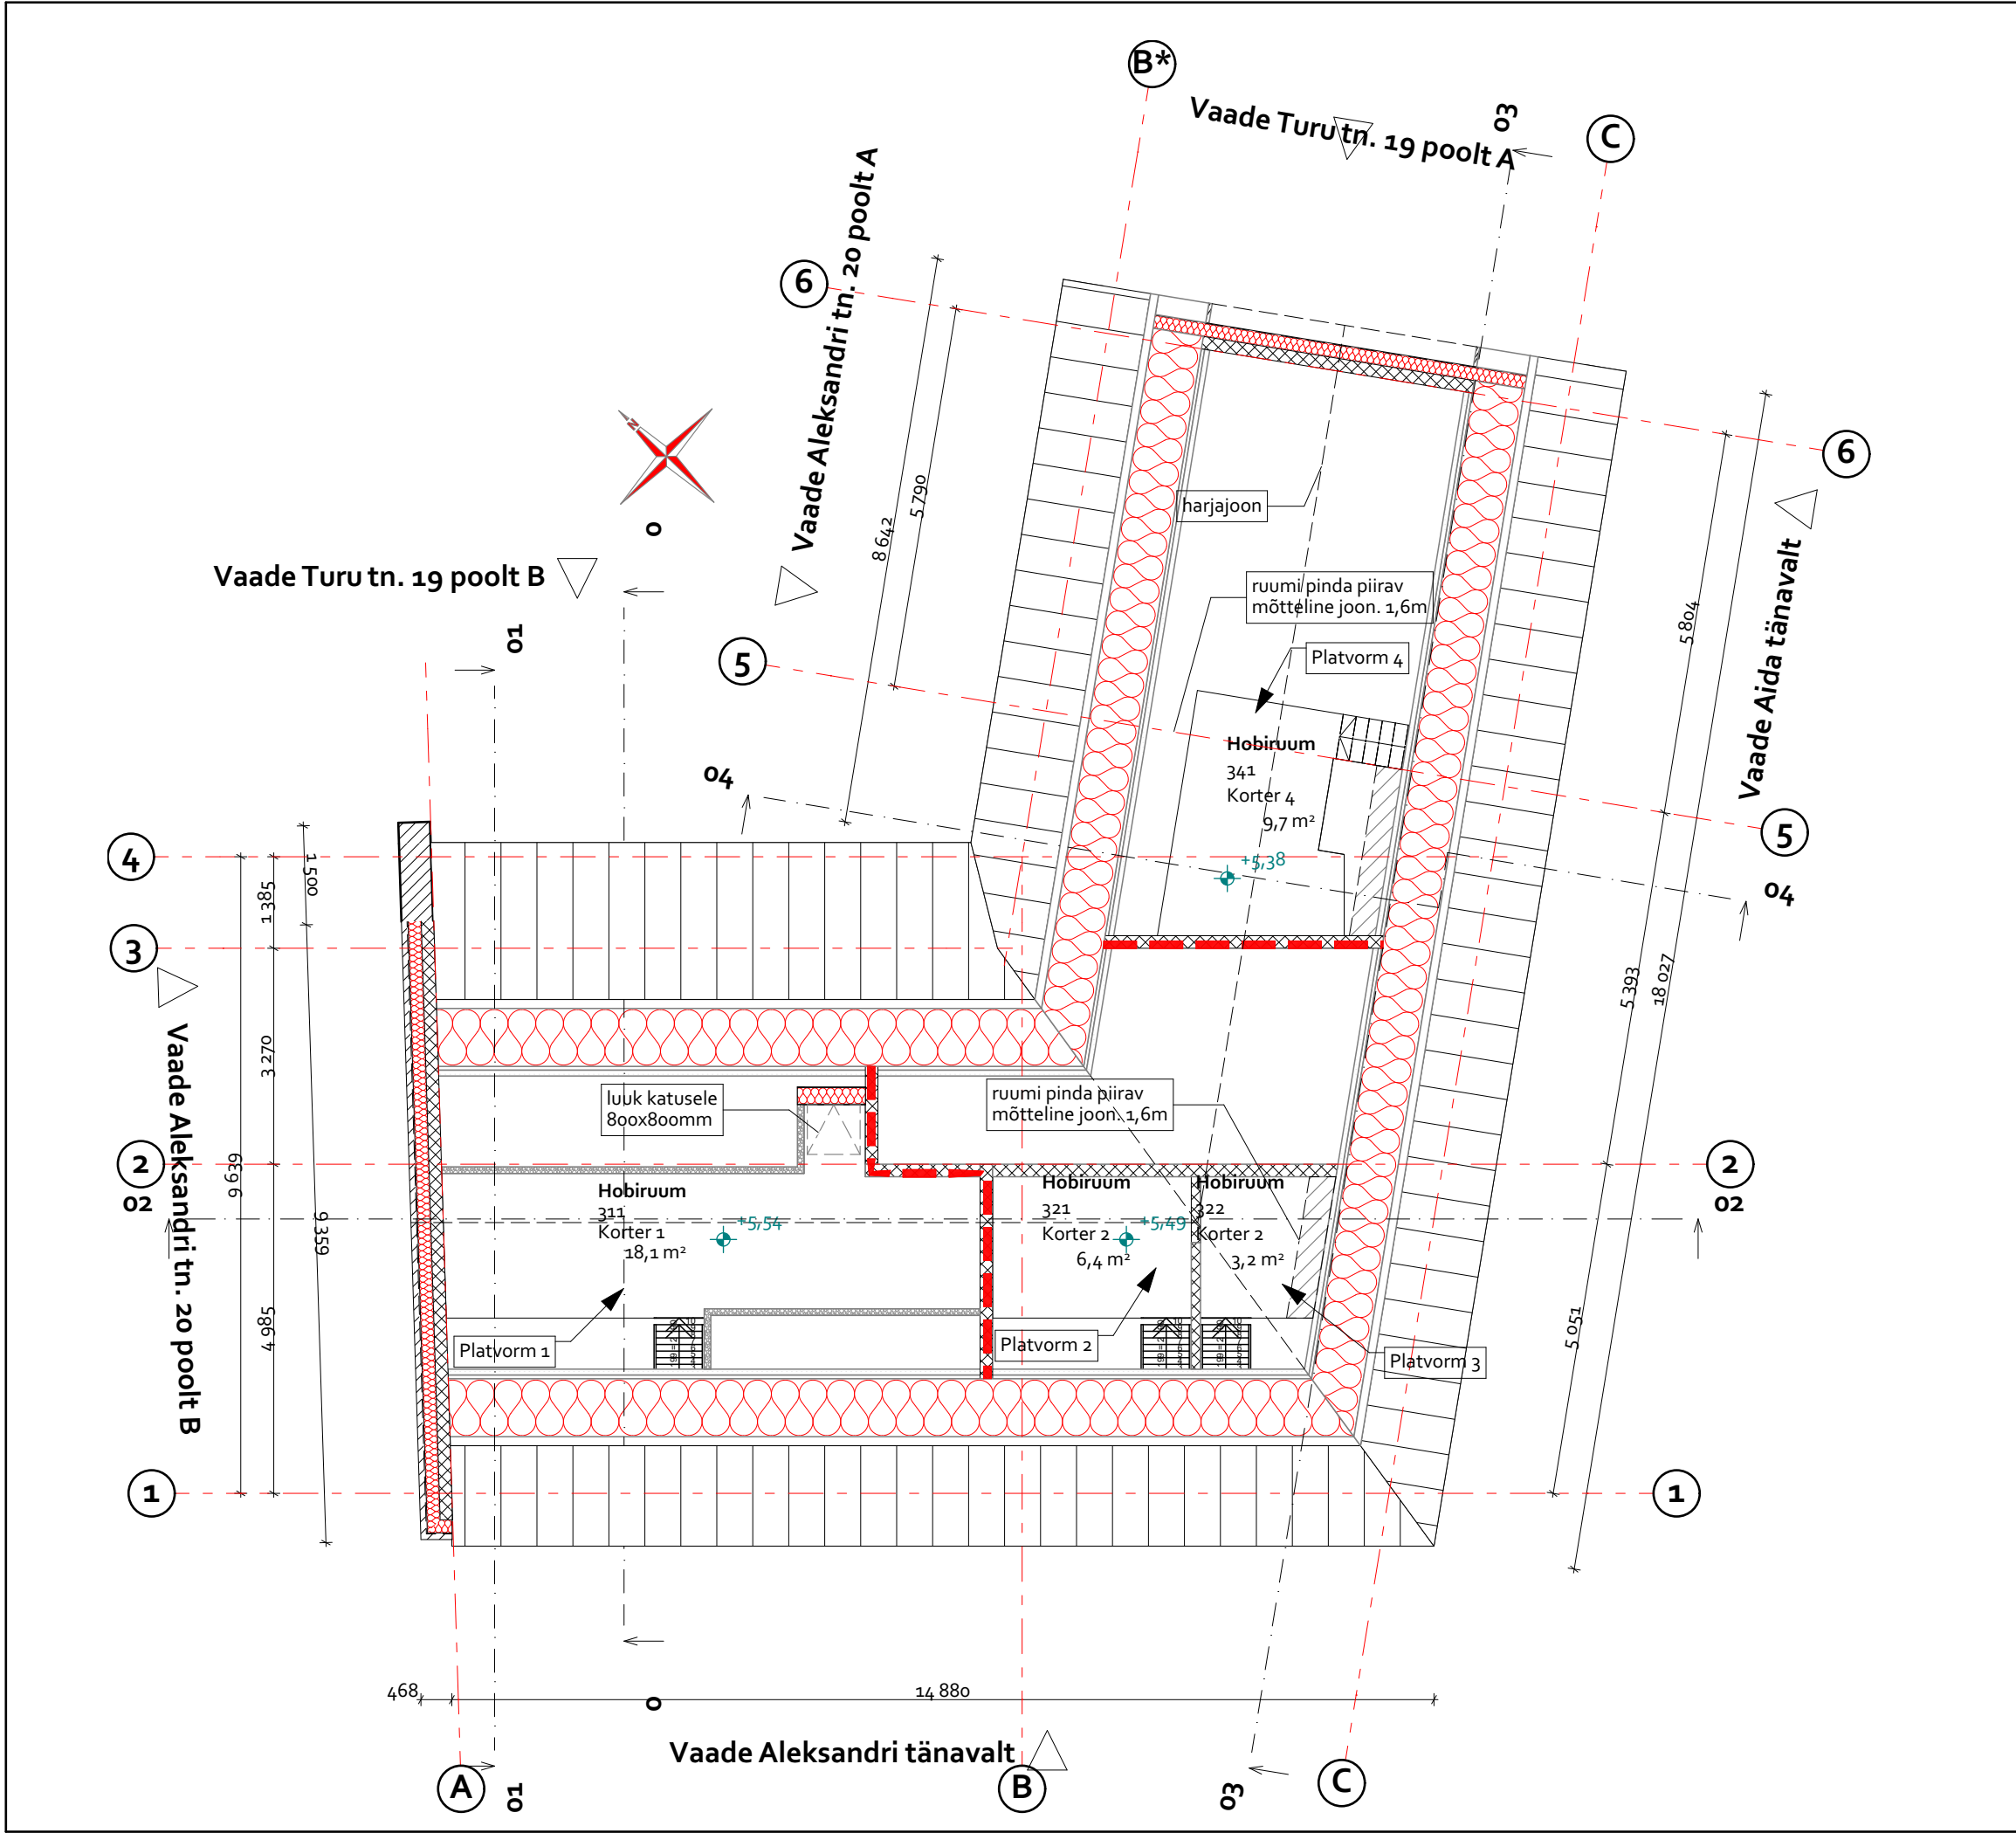 B*
Vaade Turu tn. 19 poolt A
03
C
Vaade Aleksandri tn. 20 poolt A
6
6
N
0
5 790
8 642
harjajoon
Vaade Turu tn. 19 poolt B
01
ruumi pinda piirav
mõtteline joon. 1,6m
5 804
Vaade Aida tänavalt
5
Platvorm 4
04
Hobiruum
341
Korter 4
9,7 m²
5
4
1 385
1 500
+5,38
04
3
5 393
18 027
3 270
Vaade Aleksandri tn. 20 poolt B
luuk katusele
800x800mm
ruumi pinda piirav
mõtteline joon. 1,6m
2
02
9 639
9 359
Hobiruum
311
Korter 1
18,1 m²
+5,54
Hobiruum
321
Korter 2
6,4 m²
+5,49
Hobiruum
322
Korter 2
3,2 m²
2
02
4 985
Platvorm 1
Platvorm 2
Platvorm 3
5 051
1
1
468
0
14 880
Vaade Aleksandri tänavalt
A
01
B
03
C